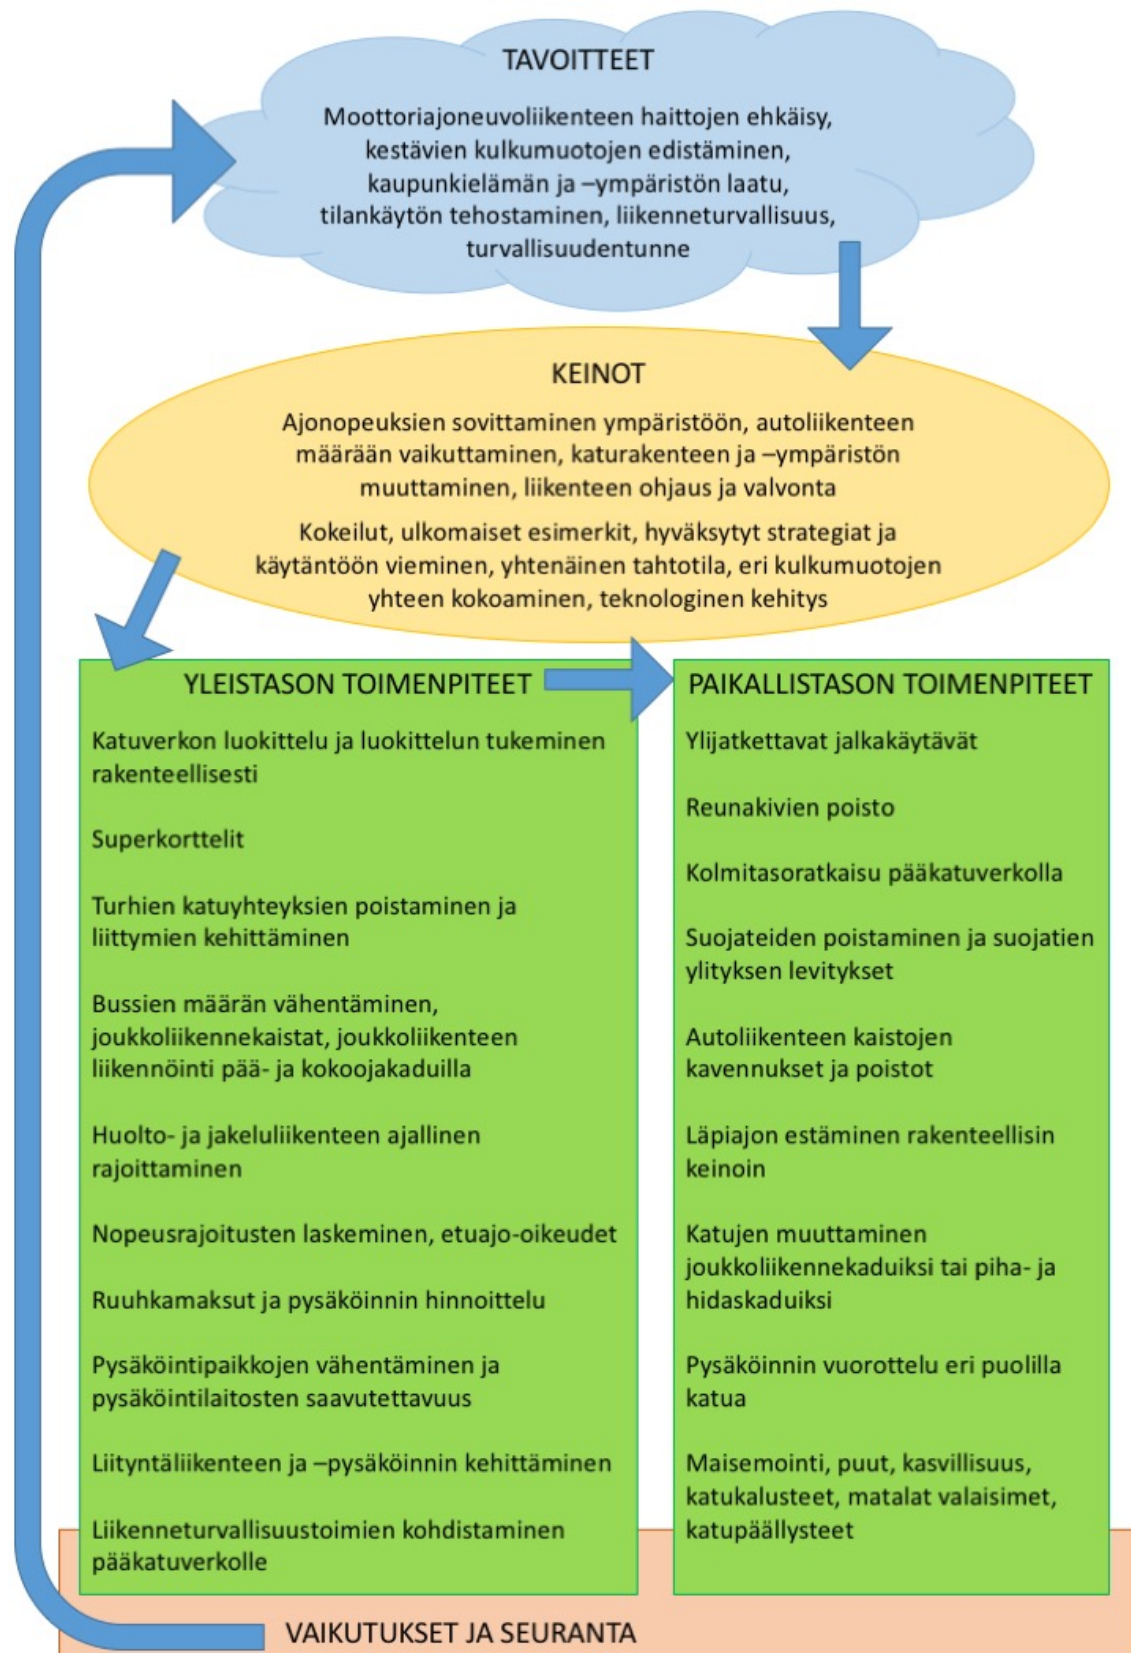 TAVOITTEET
Moottoriajoneuvoliikenteen haittojen ehkäisy,
kestävien kulkumuotojen edistäminen,
kaupunkielämän ja –ympäristön laatu,
tilankäytön tehostaminen, liikenneturvallisuus,
turvallisuudentunne
KEINOT
Ajonopeuksien sovittaminen ympäristöön, autoliikenteen
määrään vaikuttaminen, katurakenteen ja –ympäristön
muuttaminen, liikenteen ohjaus ja valvonta
Kokeilut, ulkomaiset esimerkit, hyväksytyt strategiat ja
käytäntöön vieminen, yhtenäinen tahtotila, eri kulkumuotojen
yhteen kokoaminen, teknologinen kehitys
YLEISTASON TOIMENPITEET
Katuverkon luokittelu ja luokittelun tukeminen
rakenteellisesti
Superkorttelit
Turhien katuyhteyksien poistaminen ja
liittymien kehittäminen
Bussien määrän vähentäminen,
joukkoliikennekaistat, joukkoliikenteen
liikennöinti pää- ja kokoojakaduilla
Huolto- ja jakeluliikenteen ajallinen
rajoittaminen
Nopeusrajoitusten laskeminen, etuajo-oikeudet
Ruuhkamaksut ja pysäköinnin hinnoittelu
Pysäköintipaikkojen vähentäminen ja
pysäköintilaitosten saavutettavuus
Liityntäliikenteen ja –pysäköinnin kehittäminen
Liikenneturvallisuustoimien kohdistaminen
pääkatuverkolle
PAIKALLISTASON TOIMENPITEET
Ylijatkettavat jalkakäytävät
Reunakivien poisto
Kolmitasoratkaisu pääkatuverkolla
Suojateiden poistaminen ja suojatien
ylityksen levitykset
Autoliikenteen kaistojen
kavennukset ja poistot
Läpiajon estäminen rakenteellisin
keinoin
Katujen muuttaminen
joukkoliikennekaduiksi tai piha- ja
hidaskaduiksi
Pysäköinnin vuorottelu eri puolilla
katua
Maisemointi, puut, kasvillisuus,
katukalusteet, matalat valaisimet,
katupäällysteet
VAIKUTUKSET JA SEURANTA